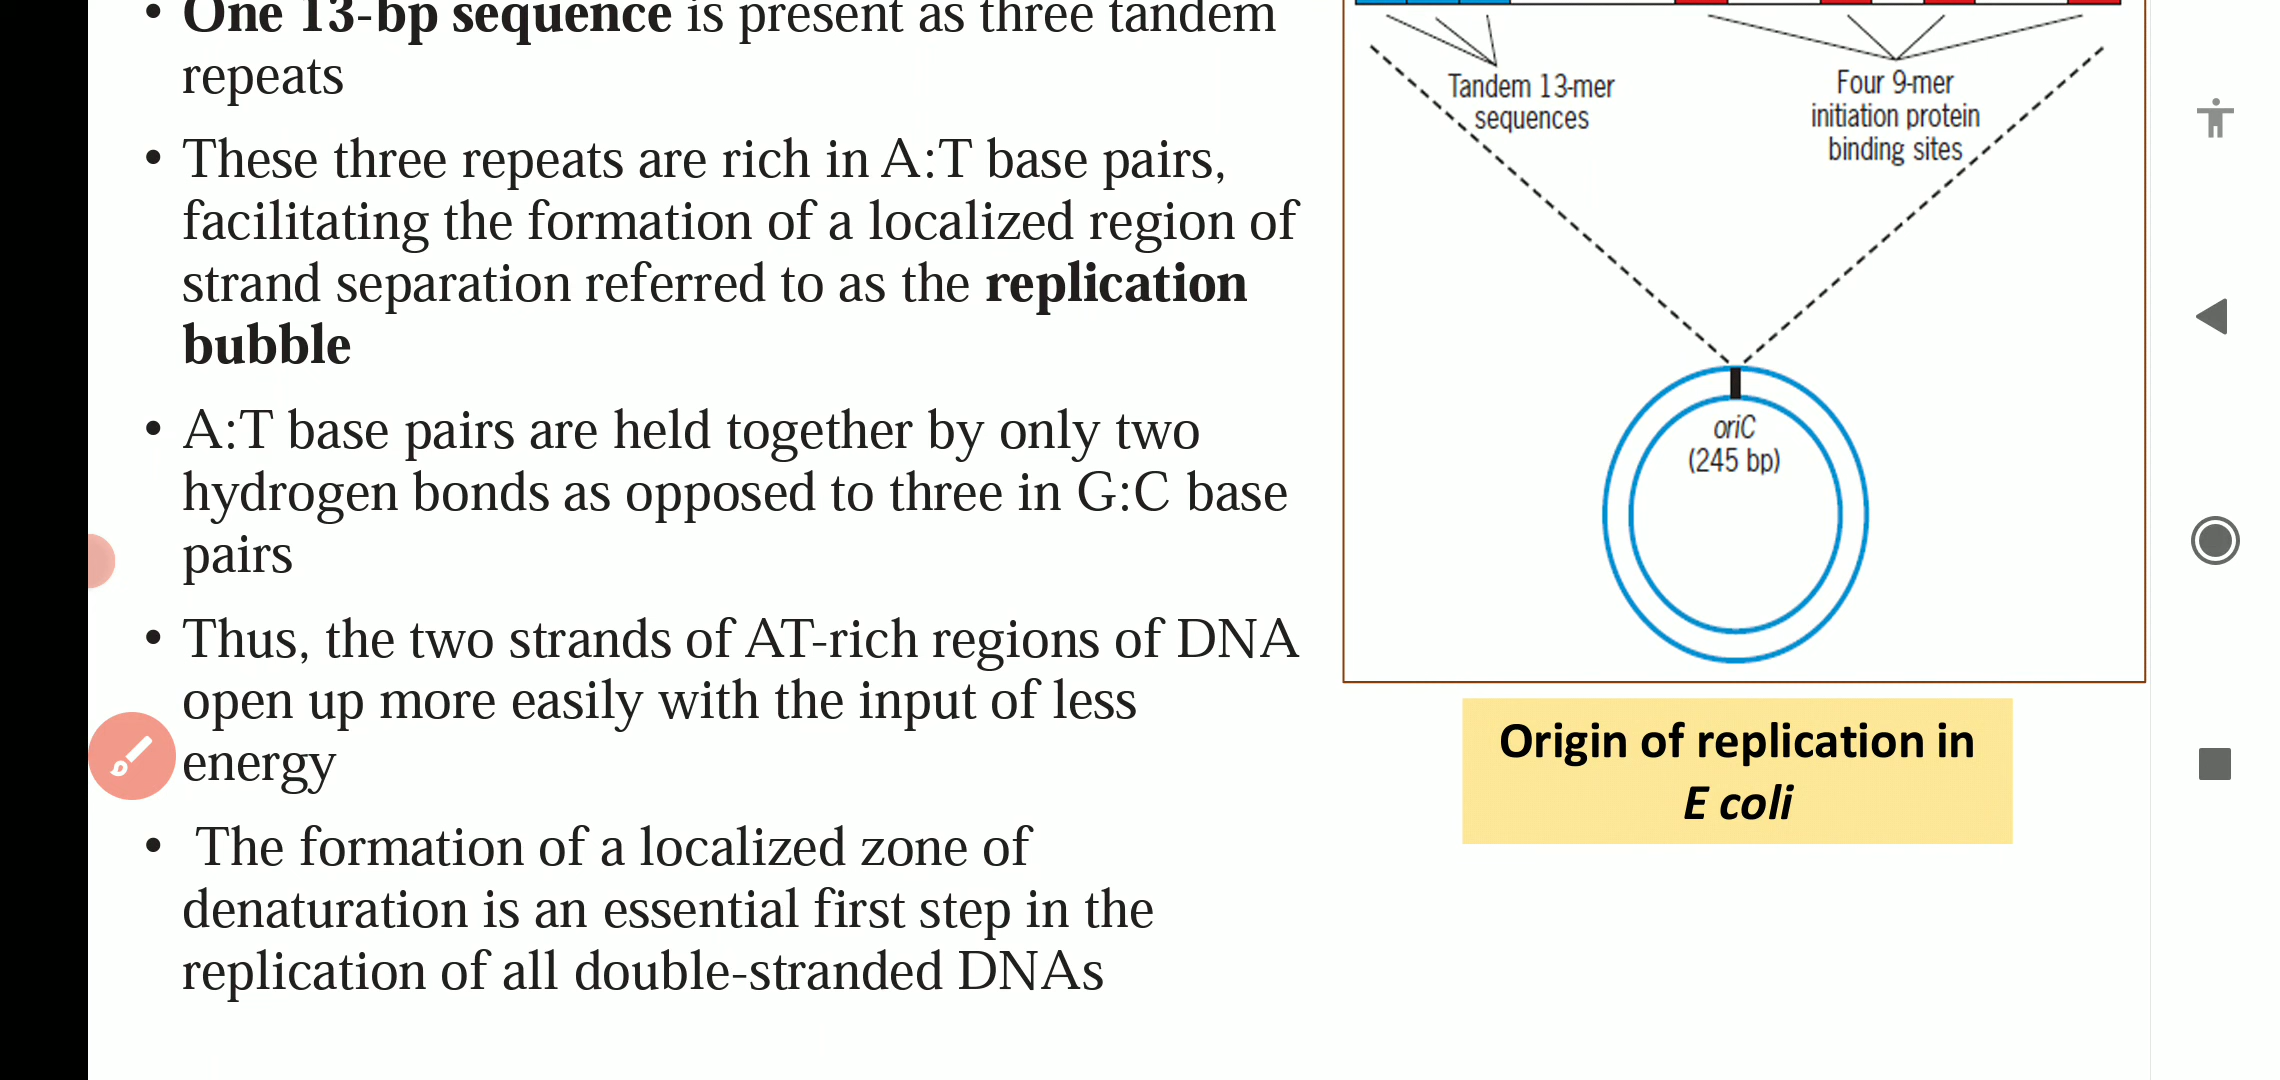 • One 13-bp sequence is present as three tandem
repeats
• These three repeats are rich in A:T base pairs,
facilitating the formation of a localized region of
strand separation referred to as the replication
bubble
• A:T base pairs are held together by only two
hydrogen bonds as opposed to three in G:C base
pairs
• Thus, the two strands of AT-rich regions of DNA
open up more easily with the input of less
energy
• The formation of a localized zone of
denaturation is an essential first step in the
replication of all double-stranded DNAs
Tandem 13-mer
sequences
Four 9-mer
initiation protein
binding sites
oriC
(245 bp)
Origin of replication in
E coli